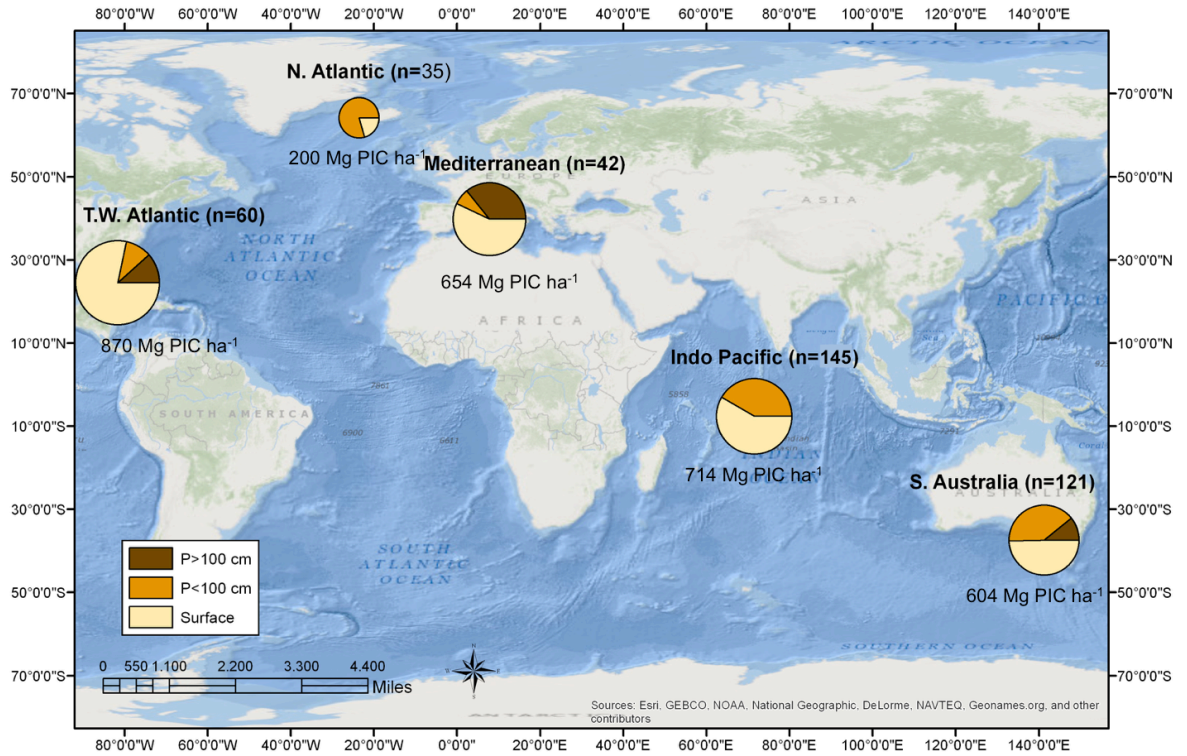 80°0'0"W 60°0'0"W 40°0'0"W 20°0'0"W 0°0'0" 20°0'0"E 40°0'0"E 60°0'0"E 80°0'0"E 100°0'0"E 120°0'0"E 140°0'0"E
ARCTIC OCEAN
N. Atlantic (n=35)
70°0'0"N 70°0'0"N
200 Mg PIC ha-1
Mediterranean (n=42)
EUROPE
50°0'0"N 50°0'0"N
ASIA
T.W. Atlantic (n=60)
NORTH
ATLANTIC
OCEAN
30°0'0"N 30°0'0"N
654 Mg PIC ha-1
PACIFIC
AFRICA
Sea
870 Mg PIC ha-1
10°0'0"N 10°0'0"N
Indo Pacific (n=145)
7861
5958
SOUTH AMERICA
10°0'0"S 10°0'0"S
6900
6611
INDIAN
OCEAN
714 Mg PIC ha-1
S. Australia (n=121)
AUSTRALIA
30°0'0"S 30°0'0"S
P>100 cm
P<100 cm
Surface
SOUTH
ATLANTIC
OCEAN
50°0'0"S 50°0'0"S
604 Mg PIC ha-1
SOUTHERN OCEAN
0 550 1.100 2.200 3.300 4.400
Miles
N
70°0'0"S 70°0'0"S
Sources: Esri, GEBCO, NOAA, National Geographic, DeLorme, NAVTEQ, Geonames.org, and other
contributors
80°0'0"W 60°0'0"W 40°0'0"W 20°0'0"W 0°0'0" 20°0'0"E 40°0'0"E 60°0'0"E 80°0'0"E 100°0'0"E 120°0'0"E 140°0'0"E